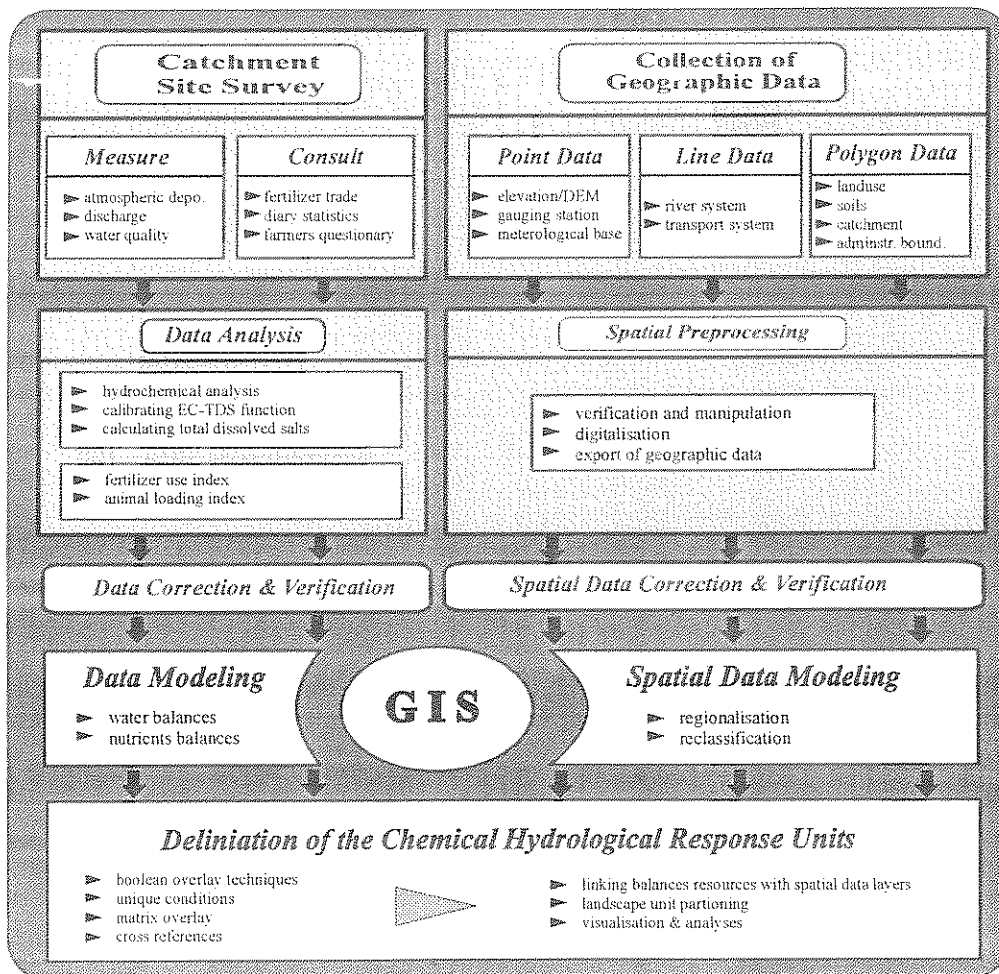 Catchment
Site Survey
Measure
atmospheric depo.
discharge
water quality
Consult
fertilizer trade
diary statistics
farmers questionary
Collection of
Geographic Data
Point Data
elevation/DEM
gauging station
meterological base
Line Data
river system
transport system
Polygon Data
landuse
soils
catchment
adminstr. bound.
Data Analysis
hydrochemical analysis
calibrating EC-TDS function
calculating total dissolved salts
fertilizer use index
animal loading index
Spatial Preprocessing
verification and manipulation
digitalisation
export of geographic data
Data Correction & Verification
Spatial Data Correction & Verification
Data Modeling
water balances
nutrients balances
GIS
Spatial Data Modeling
regionalisation
reclassification
Deliniation of the Chemical Hydrological Response Units
boolean overlay techniques
unique conditions
matrix overlay
cross references
linking balances resources with spatial data layers
landscape unit partioning
visualisation & analyses